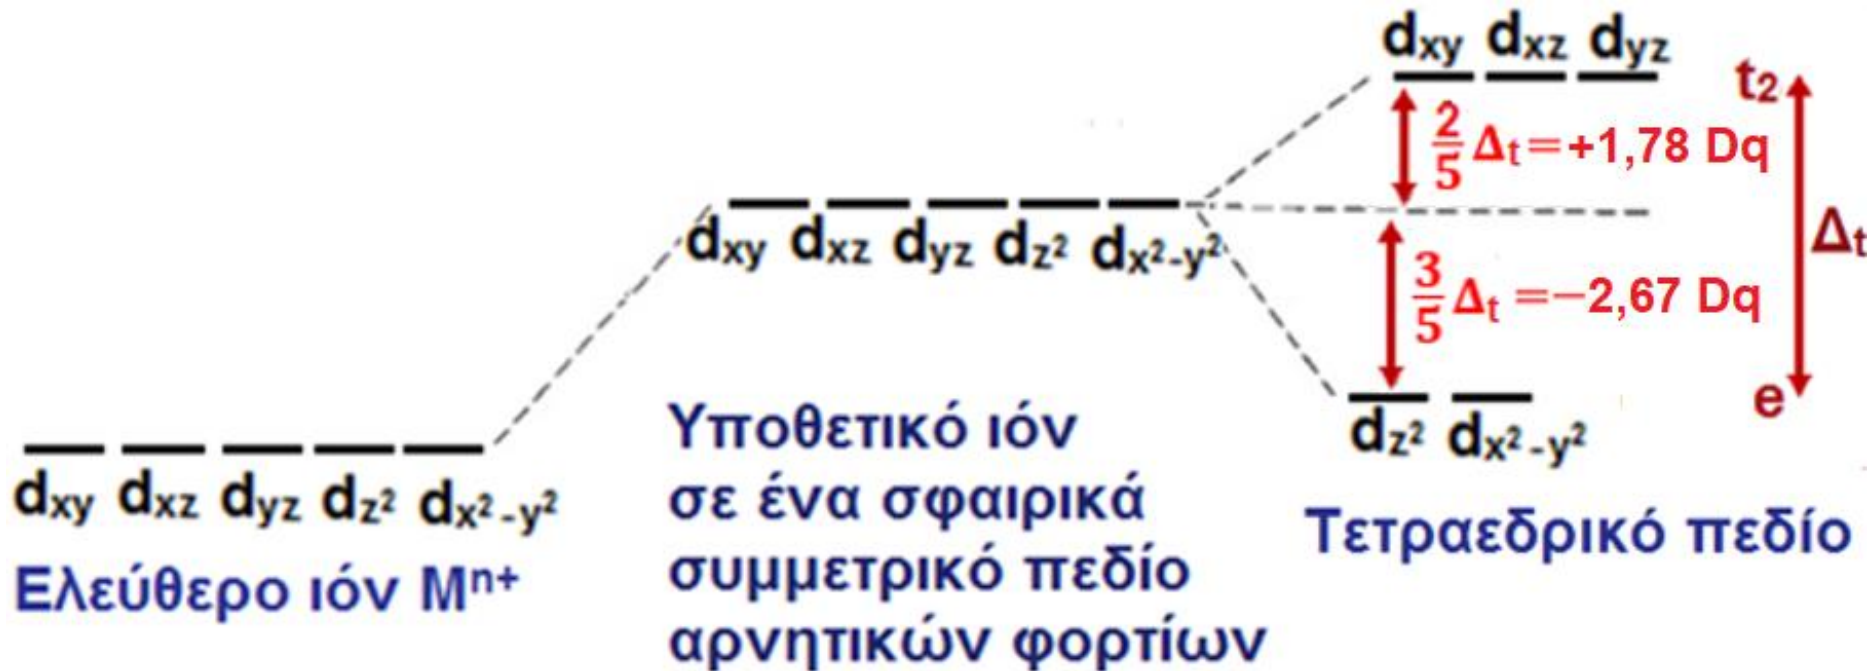 dxy dxz dyz
t₂
2/5 Δt = +1,78 Dq
dxy dxz dyz dz² dx²-y²
Δt
3/5 Δt = −2,67 Dq
e
dz² dx²-y²
dxy dxz dyz dz² dx²-y²
Ελεύθερο ιόν Mⁿ⁺
Υποθετικό ιόν
σε ένα σφαιρικά
συμμετρικό πεδίο
αρνητικών φορτίων
Τετραεδρικό πεδίο